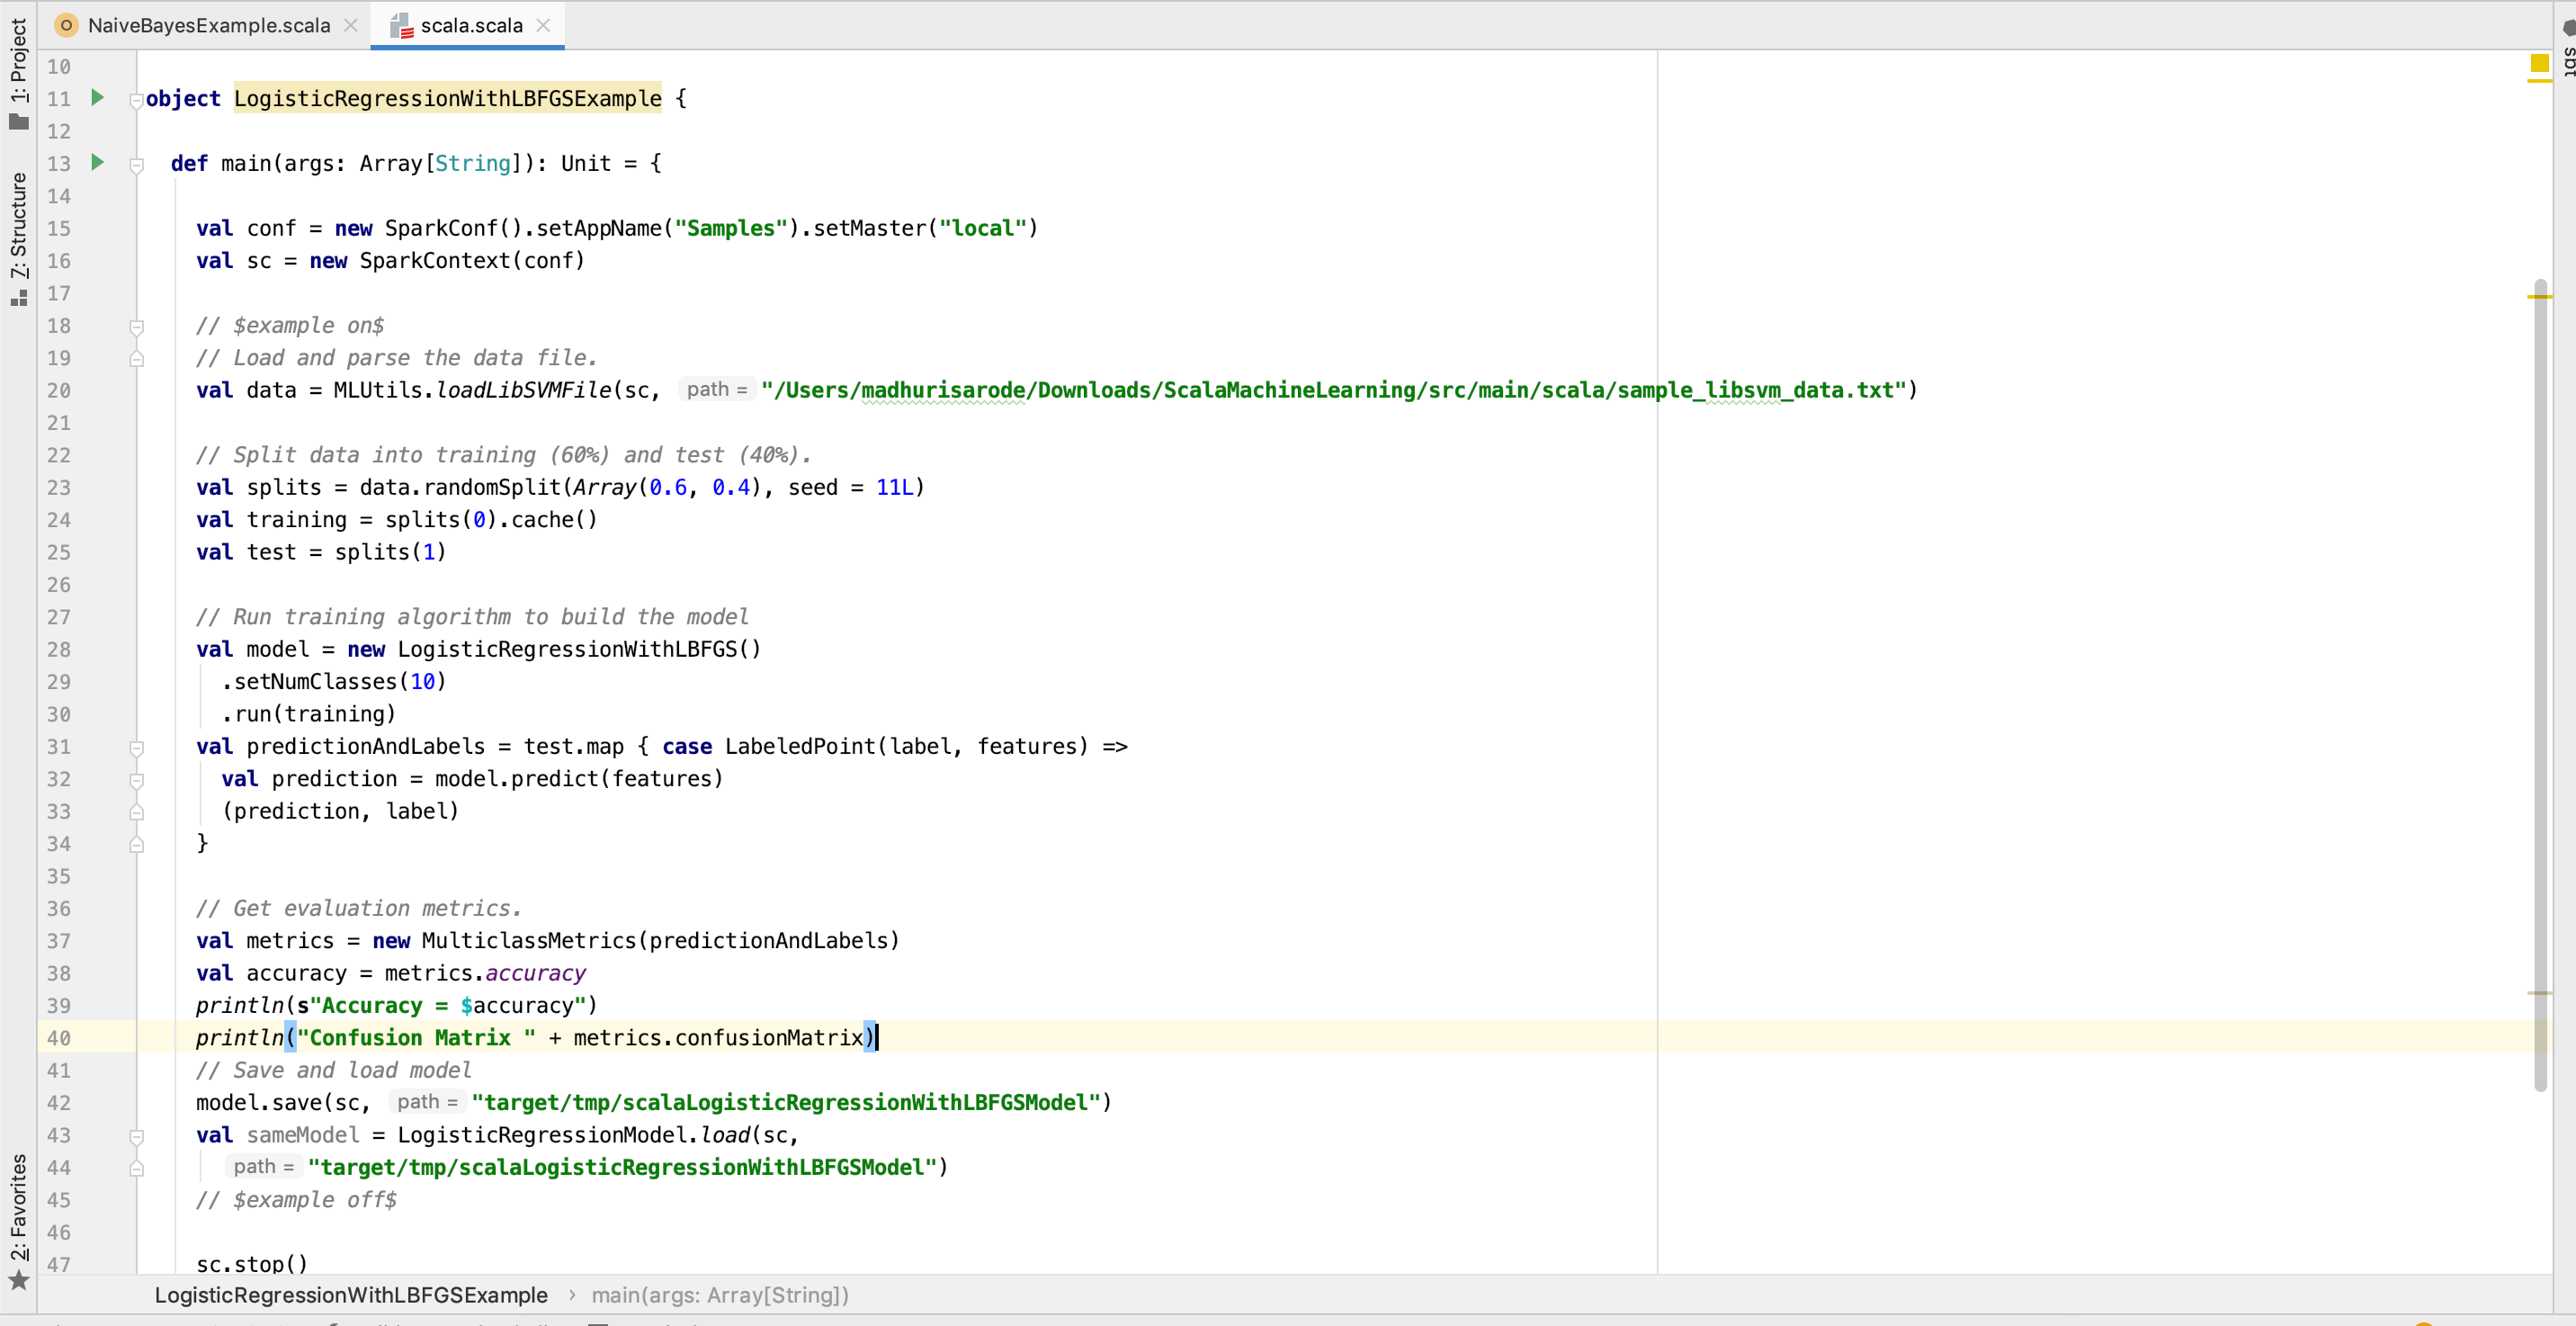 NaiveBayesExample.scala
scala.scala
1: Project
7: Structure
2: Favorites
10
11 object LogisticRegressionWithLBFGSExample {
12
13 def main(args: Array[String]): Unit = {
14
15 val conf = new SparkConf().setAppName("Samples").setMaster("local")
16 val sc = new SparkContext(conf)
17
18 // $example on$
19 // Load and parse the data file.
20 val data = MLUtils.loadLibSVMFile(sc, path = "/Users/madhurisarode/Downloads/ScalaMachineLearning/src/main/scala/sample_libsvm_data.txt")
21
22 // Split data into training (60%) and test (40%).
23 val splits = data.randomSplit(Array(0.6, 0.4), seed = 11L)
24 val training = splits(0).cache()
25 val test = splits(1)
26
27 // Run training algorithm to build the model
28 val model = new LogisticRegressionWithLBFGS()
29 .setNumClasses(10)
30 .run(training)
31 val predictionAndLabels = test.map { case LabeledPoint(label, features) =>
32 val prediction = model.predict(features)
33 (prediction, label)
34 }
35
36 // Get evaluation metrics.
37 val metrics = new MulticlassMetrics(predictionAndLabels)
38 val accuracy = metrics.accuracy
39 println(s"Accuracy = $accuracy")
40 println("Confusion Matrix " + metrics.confusionMatrix)
41 // Save and load model
42 model.save(sc, path = "target/tmp/scalaLogisticRegressionWithLBFGSModel")
43 val sameModel = LogisticRegressionModel.load(sc,
44 path = "target/tmp/scalaLogisticRegressionWithLBFGSModel")
45 // $example off$
46
47 sc.stop()
LogisticRegressionWithLBFGSExample › main(args: Array[String])